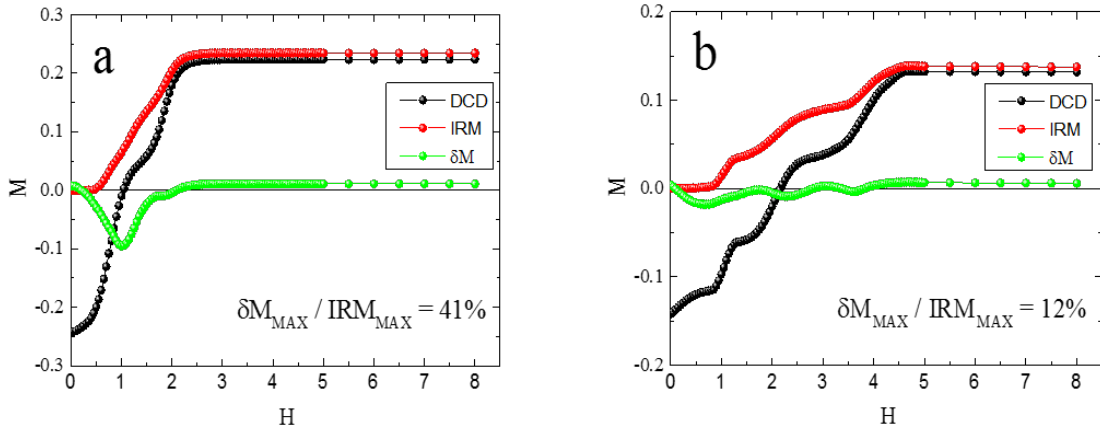 a
0.3
0.2
0.1
0.0
-0.1
-0.2
-0.3
M
DCD
IRM
δM
δM_MAX / IRM_MAX = 41%
0 1 2 3 4 5 6 7 8
H
b
0.2
0.1
0.0
-0.1
-0.2
M
DCD
IRM
δM
δM_MAX / IRM_MAX = 12%
0 1 2 3 4 5 6 7 8
H